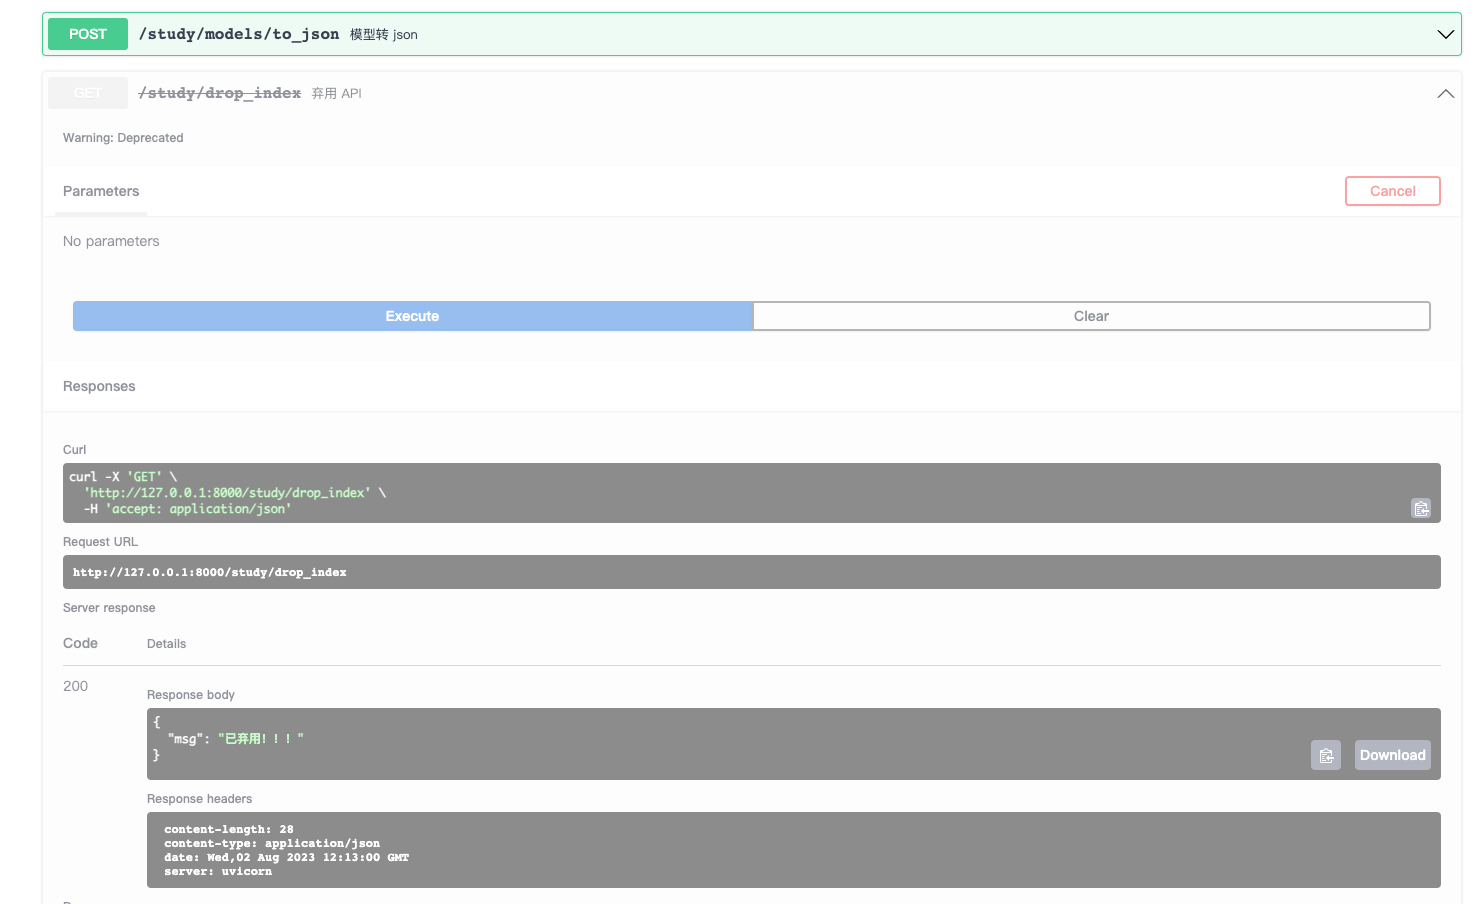 POST /study/models/to_json 模型转 json
GET /study/drop_index 弃用 API
Warning: Deprecated
Parameters
Cancel
No parameters
Execute
Clear
Responses
Curl
curl -X 'GET' \
'http://127.0.0.1:8000/study/drop_index' \
-H 'accept: application/json'
Request URL
http://127.0.0.1:8000/study/drop_index
Server response
Code Details
200
Response body
{
"msg": "已弃用！！！"
}
Download
Response headers
content-length: 28
content-type: application/json
date: Wed,02 Aug 2023 12:13:00 GMT
server: uvicorn